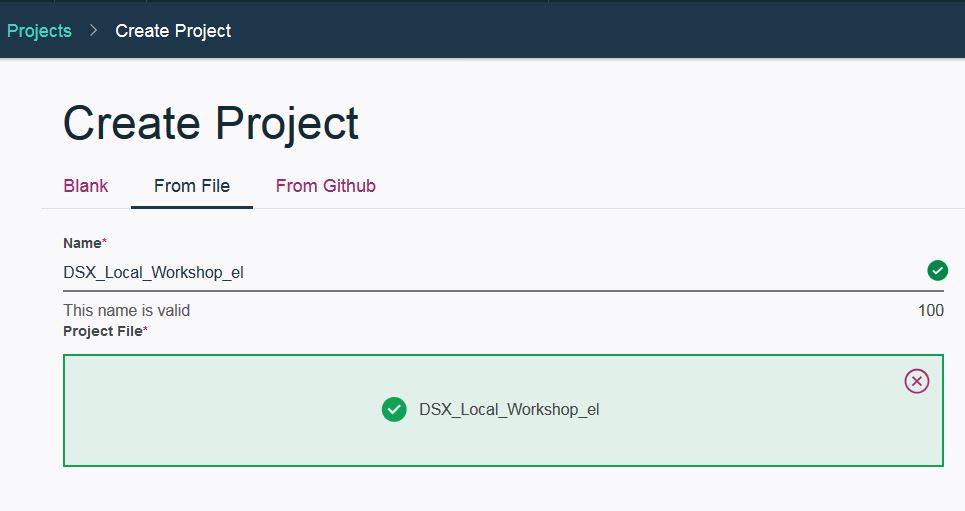 Projects > Create Project
Create Project
Blank From File From Github
Name*
DSX_Local_Workshop_el
This name is valid 100
Project File*
DSX_Local_Workshop_el